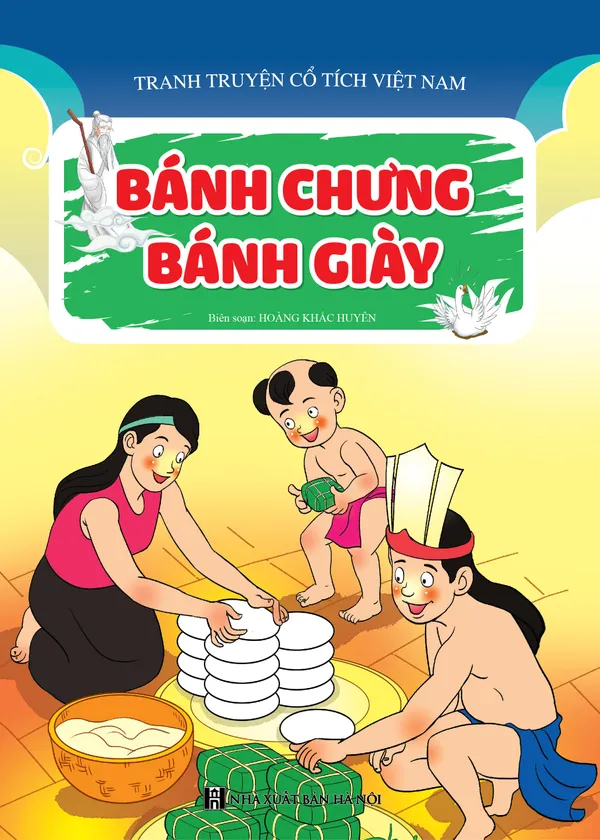 TRANH TRUYỆN CỔ TÍCH VIỆT NAM
BÁNH CHƯNG
BÁNH GIÀY
Biên soạn: HOÀNG KHẮC HUYÊN
NHÀ XUẤT BẢN HÀ NỘI